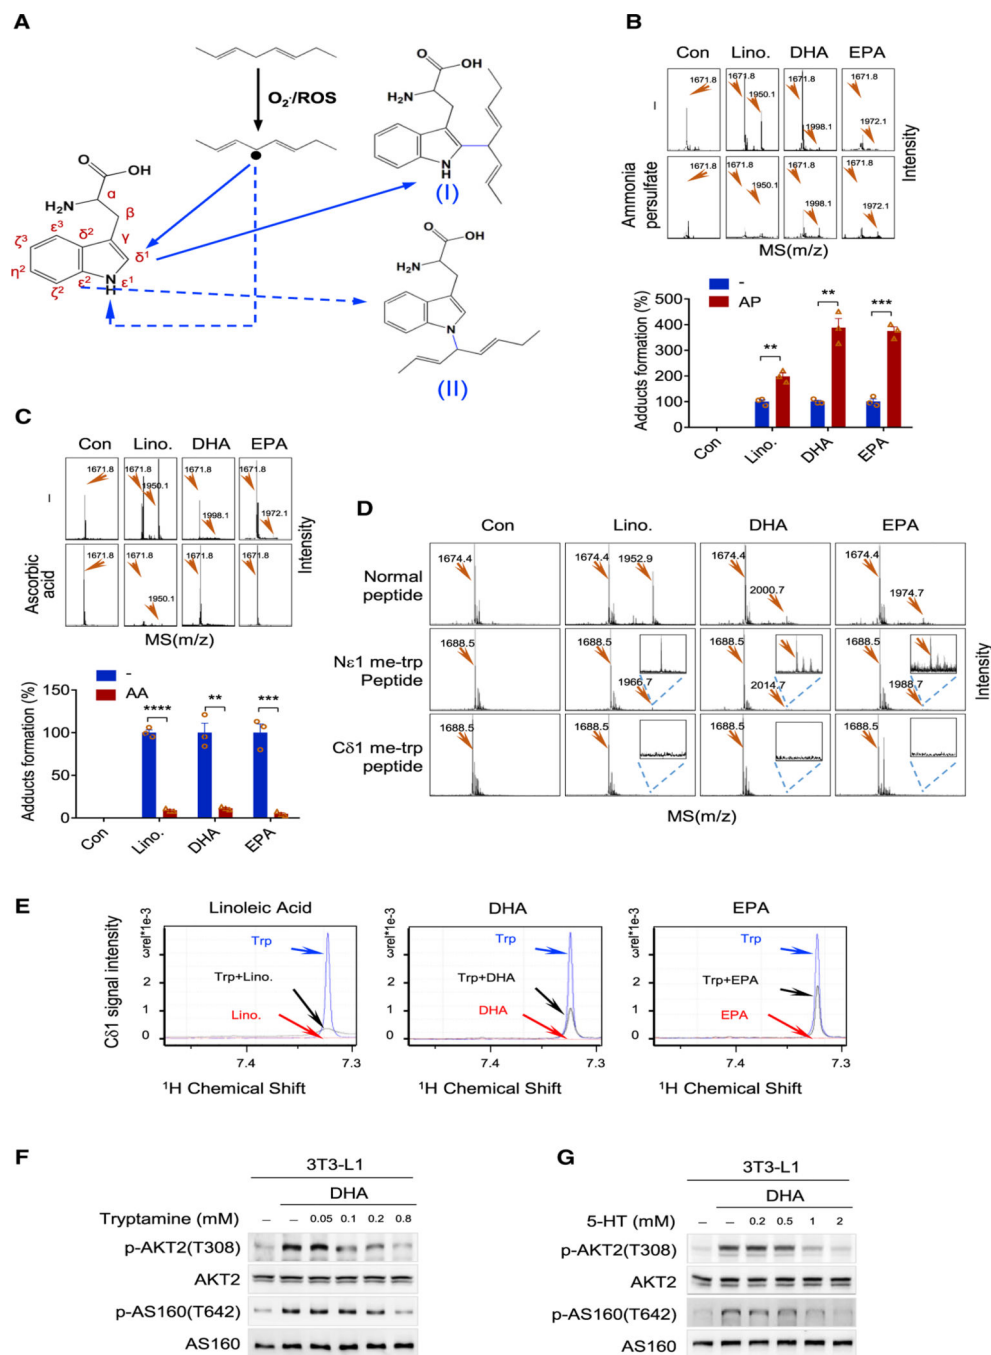 A
O₂·/ROS
O
OH
H₂N
N
H
(I)
O
OH
H₂N
α
β
γ
δ¹
δ²
ε³
ζ³
η²
ζ²
ε²
ε¹
N
H
O
OH
H₂N
N
(II)
B
Con Lino. DHA EPA
–
1671.8
1671.8 1950.1
1671.8 1998.1
1671.8 1972.1
Ammonia persulfate
1671.8
1671.8 1950.1
1671.8 1998.1
1671.8 1972.1
Intensity
MS(m/z)
Adducts formation (%)
500
400
300
200
100
0
-
AP
** ** ***
Con Lino. DHA EPA
C
Con Lino. DHA EPA
–
1671.8
1671.8 1950.1
1671.8 1998.1
1671.8 1972.1
Ascorbic acid
1671.8
1671.8 1950.1
1671.8
1671.8
Intensity
MS(m/z)
Adducts formation (%)
150
100
50
0
-
AA
**** ** ***
Con Lino. DHA EPA
D
Con Lino. DHA EPA
Normal peptide
1674.4
1674.4 1952.9
1674.4 2000.7
1674.4 1974.7
Nε1 me-trp Peptide
1688.5
1688.5 1966.7
1688.5 2014.7
1688.5 1988.7
Cδ1 me-trp peptide
1688.5
1688.5
1688.5
1688.5
Intensity
MS(m/z)
E
Cδ1 signal intensity
Linoleic Acid
rel*1e-3
3
2
1
0
Trp
Trp+Lino.
Lino.
7.4 7.3
¹H Chemical Shift
DHA
rel*1e-3
3
2
1
0
Trp
Trp+DHA
DHA
7.4 7.3
¹H Chemical Shift
EPA
rel*1e-3
3
2
1
0
Trp
Trp+EPA
EPA
7.4 7.3
¹H Chemical Shift
F
3T3-L1
DHA
Tryptamine (mM) – – 0.05 0.1 0.2 0.8
p-AKT2(T308)
AKT2
p-AS160(T642)
AS160
G
3T3-L1
DHA
5-HT (mM) – – 0.2 0.5 1 2
p-AKT2(T308)
AKT2
p-AS160(T642)
AS160